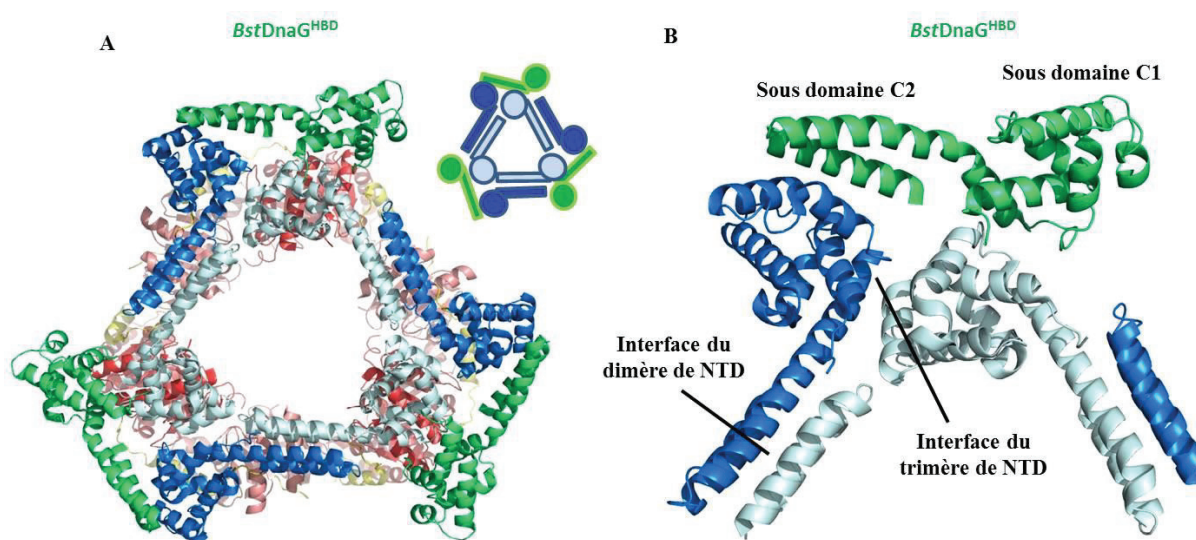 A
BstDnaGHBD
B
BstDnaGHBD
Sous domaine C2
Sous domaine C1
Interface du
dimère de NTD
Interface du
trimère de NTD